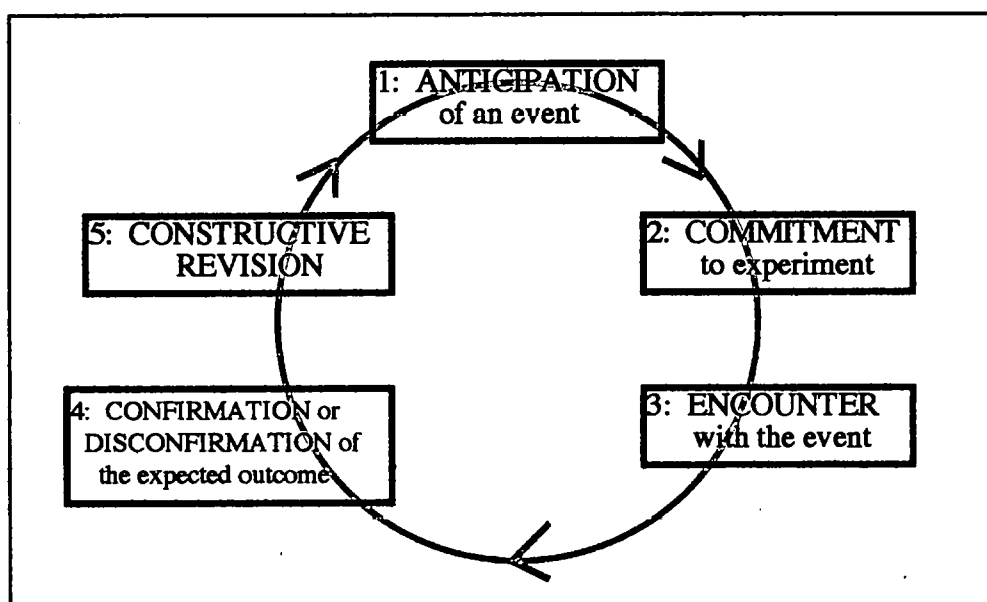 1: ANTICIPATION
of an event
2: COMMITMENT
to experiment
3: ENCOUNTER
with the event
4: CONFIRMATION or
DISCONFIRMATION of
the expected outcome
5: CONSTRUCTIVE
REVISION